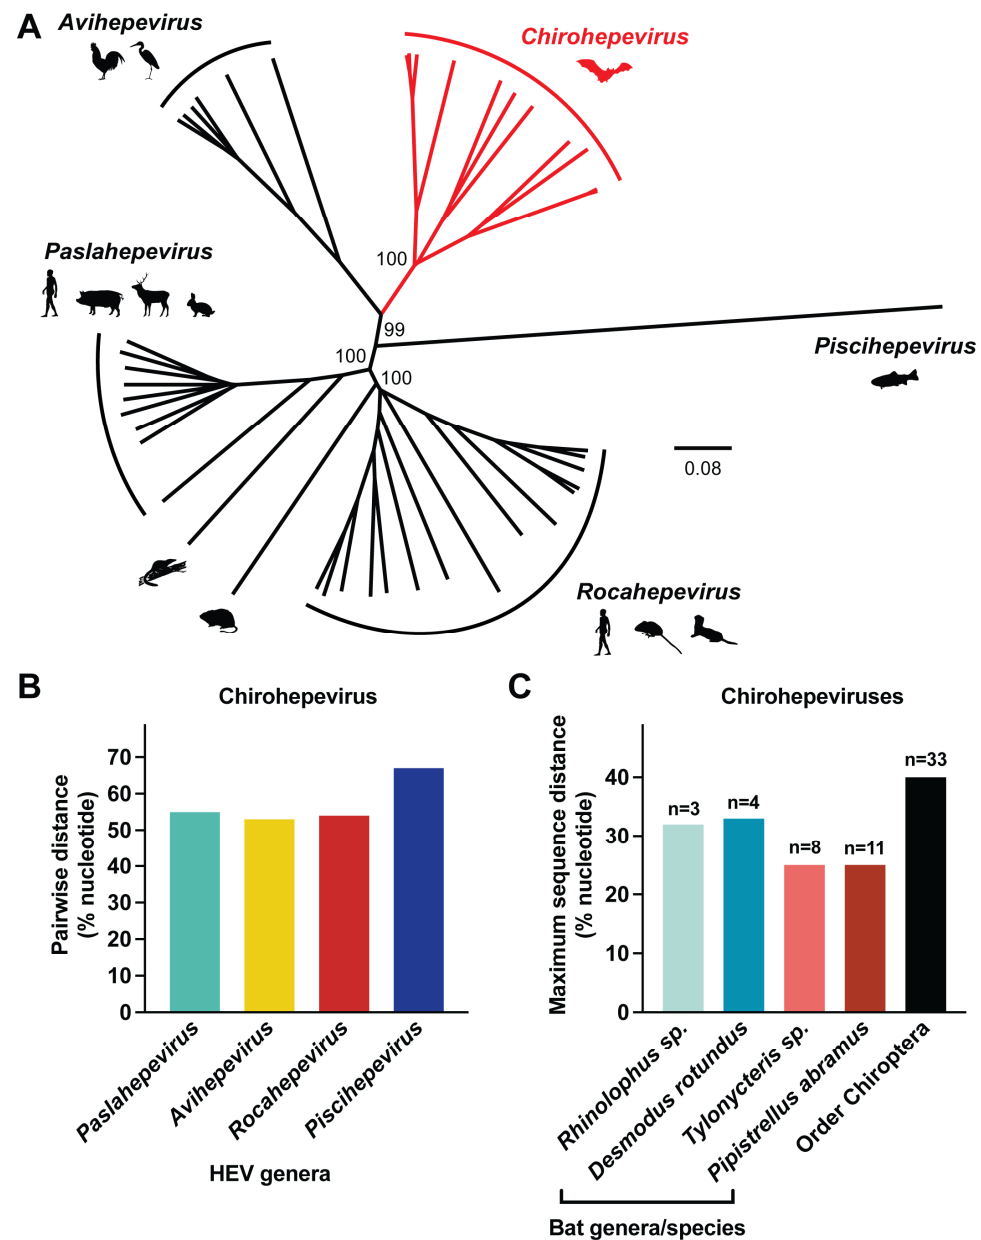 A
Avihepevirus
Chirohepevirus
Paslahepevirus
100
99
100
100
Piscihepevirus
0.08
Rocahepevirus
B
Chirohepevirus
Pairwise distance
(% nucleotide)
70
60
50
40
30
20
10
0
Paslahepevirus
Avihepevirus
Rocahepevirus
Piscihepevirus
HEV genera
C
Chirohepeviruses
Maximum sequence distance
(% nucleotide)
40
30
20
10
0
n=3
n=4
n=8
n=11
n=33
Rhinolophus sp.
Desmodus rotundus
Tylonycteris sp.
Pipistrellus abramus
Order Chiroptera
Bat genera/species